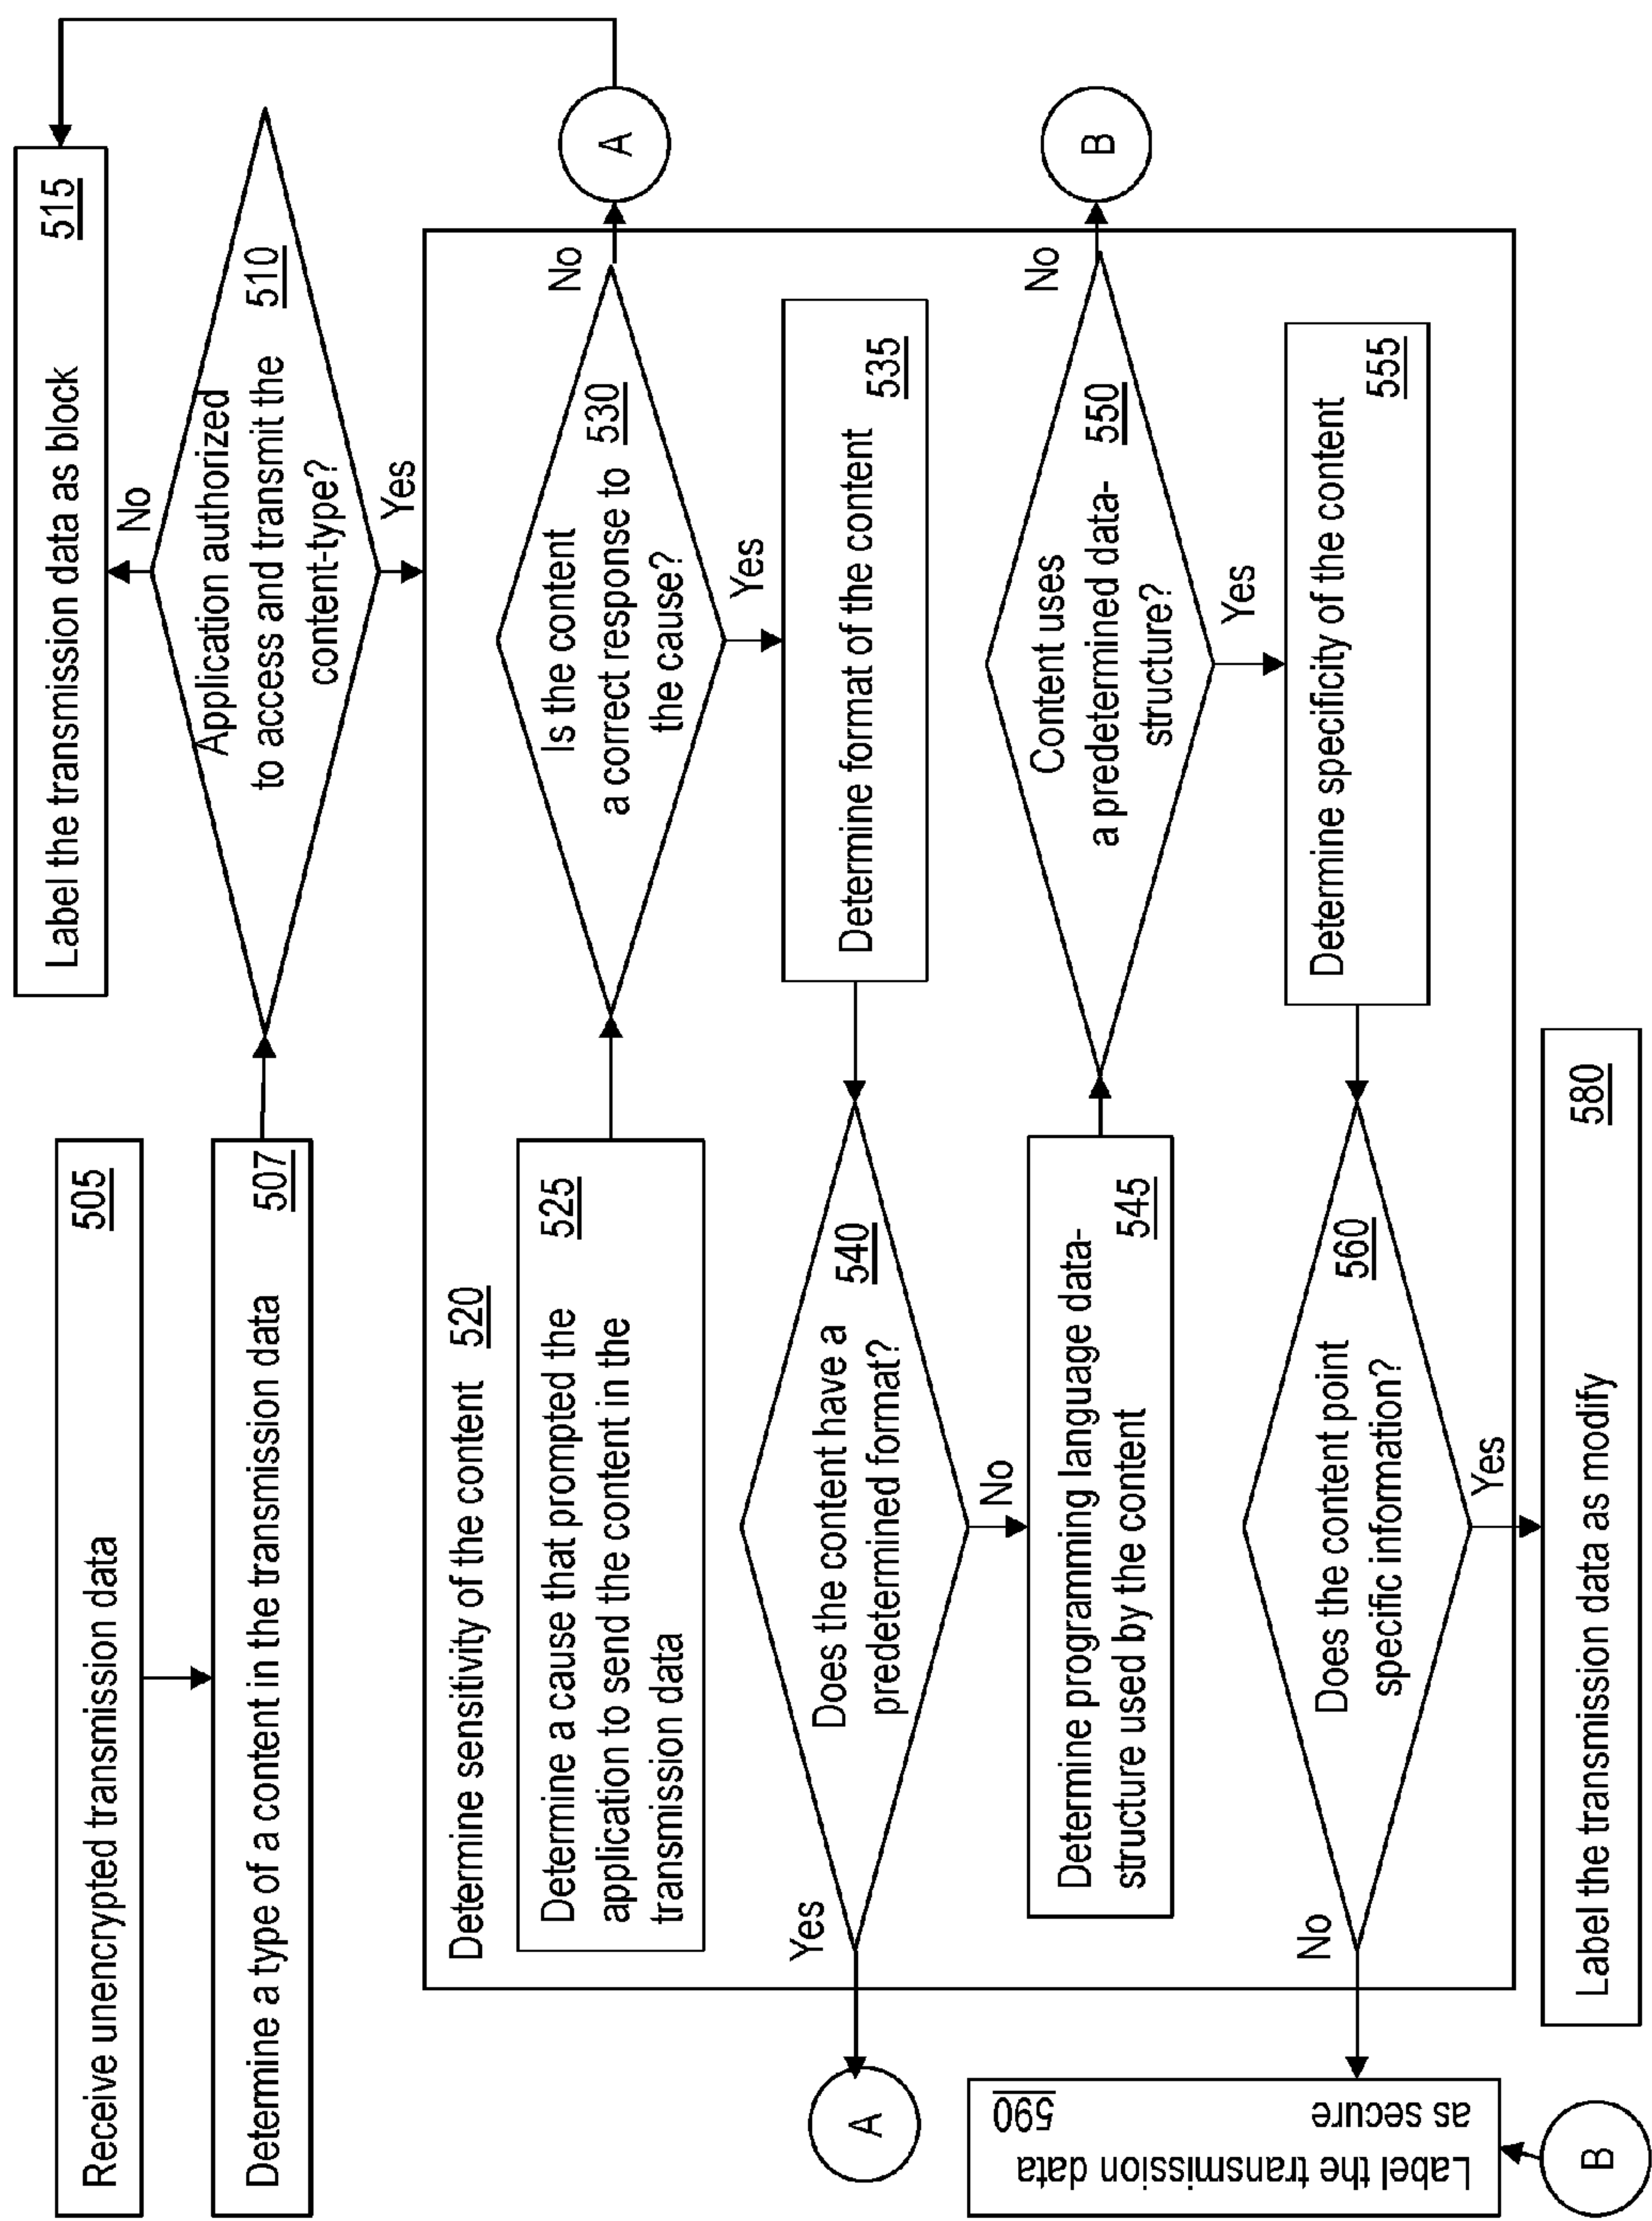 Receive unencrypted transmission data 505
Determine a type of a content in the transmission data 507
Label the transmission data as block 515
No
Application authorized 510
to access and transmit the
content-type?
Yes
Determine sensitivity of the content 520
Determine a cause that prompted the 525
application to send the content in the
transmission data
Is the content
a correct response to 530
the cause?
No
A
Yes
Determine format of the content 535
Does the content have a 540
predetermined format?
Yes
A
No
Determine programming language data-
structure used by the content 545
Content uses
a predetermined data- 550
structure?
No
B
Yes
Determine specificity of the content 555
Does the content point 560
specific information?
No
Yes
Label the transmission data
as secure 590
B
Label the transmission data as modify 580